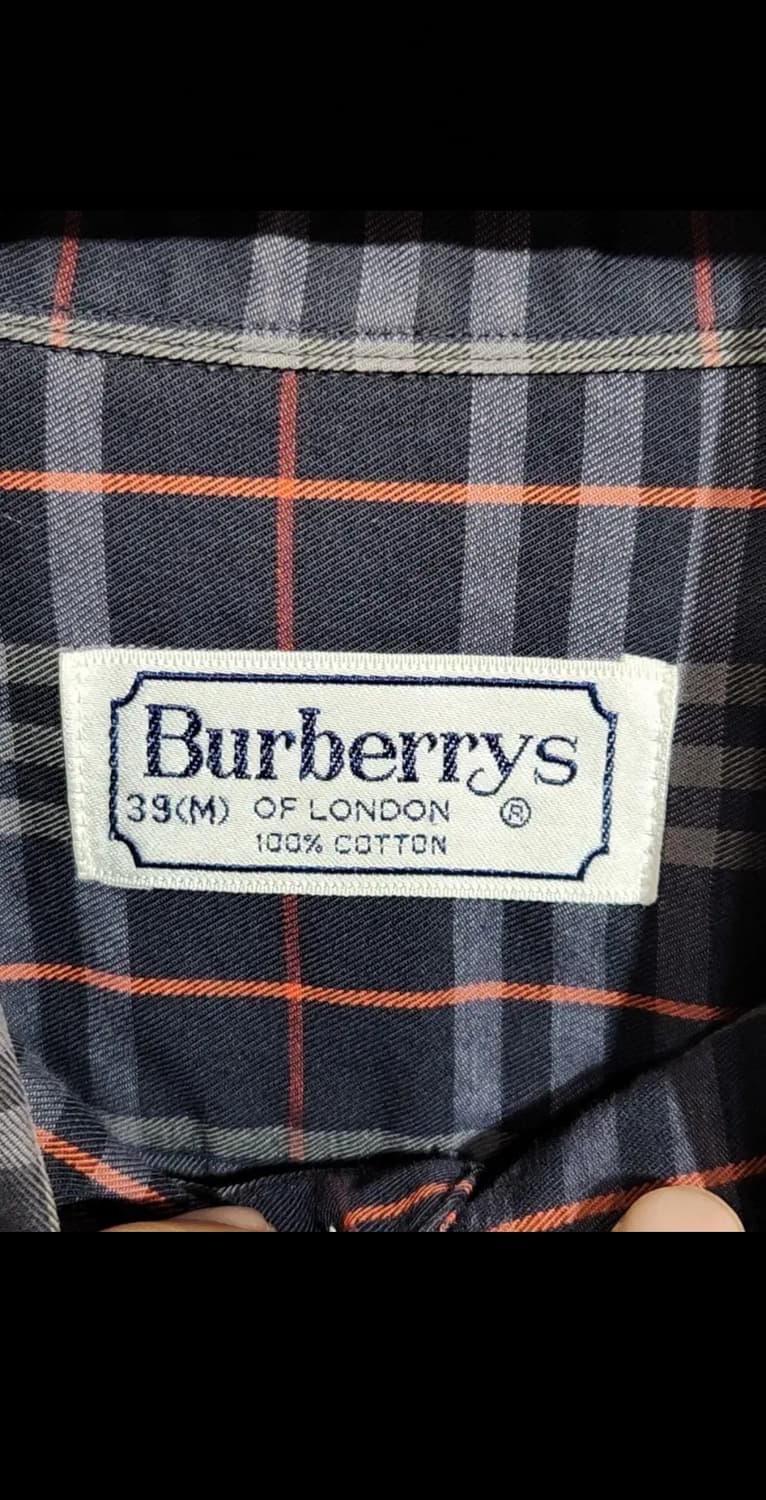 Burberrys
39(M) OF LONDON ®
100% COTTON